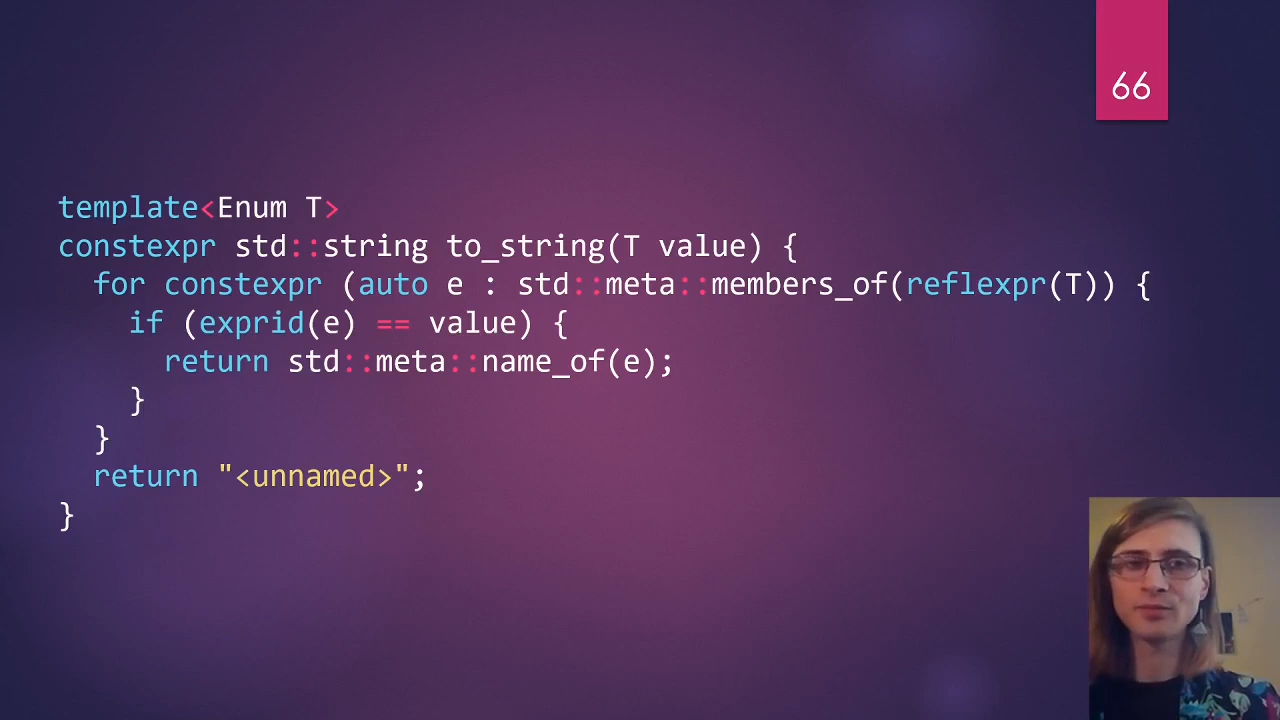 66
template<Enum T>
constexpr std::string to_string(T value) {
  for constexpr (auto e : std::meta::members_of(reflexpr(T)) {
    if (exprid(e) == value) {
      return std::meta::name_of(e);
    }
  }
  return "<unnamed>";
}